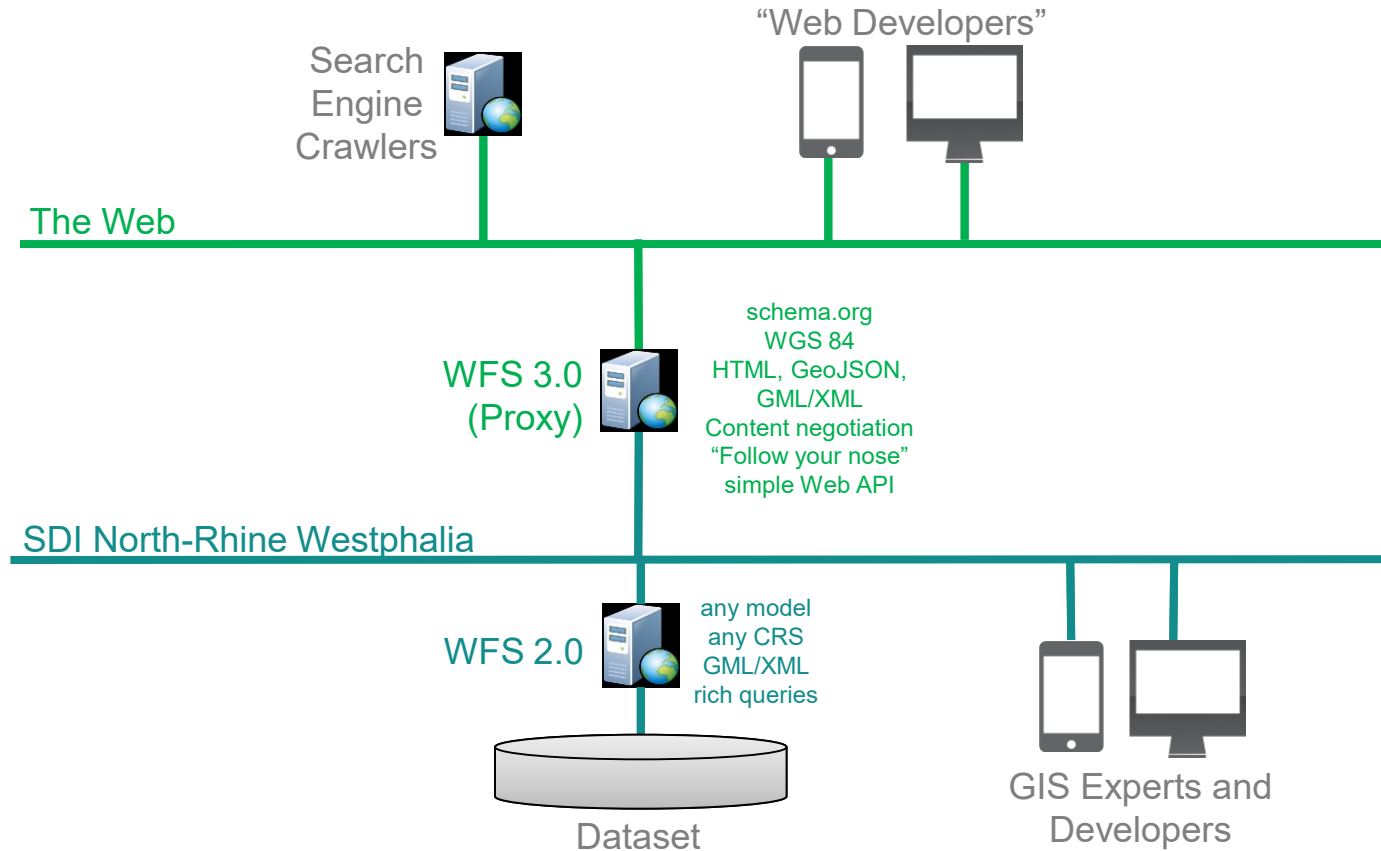 “Web Developers”
Search
Engine
Crawlers
The Web
WFS 3.0
(Proxy)
schema.org
WGS 84
HTML, GeoJSON,
GML/XML
Content negotiation
“Follow your nose”
simple Web API
SDI North-Rhine Westphalia
WFS 2.0
any model
any CRS
GML/XML
rich queries
Dataset
GIS Experts and
Developers